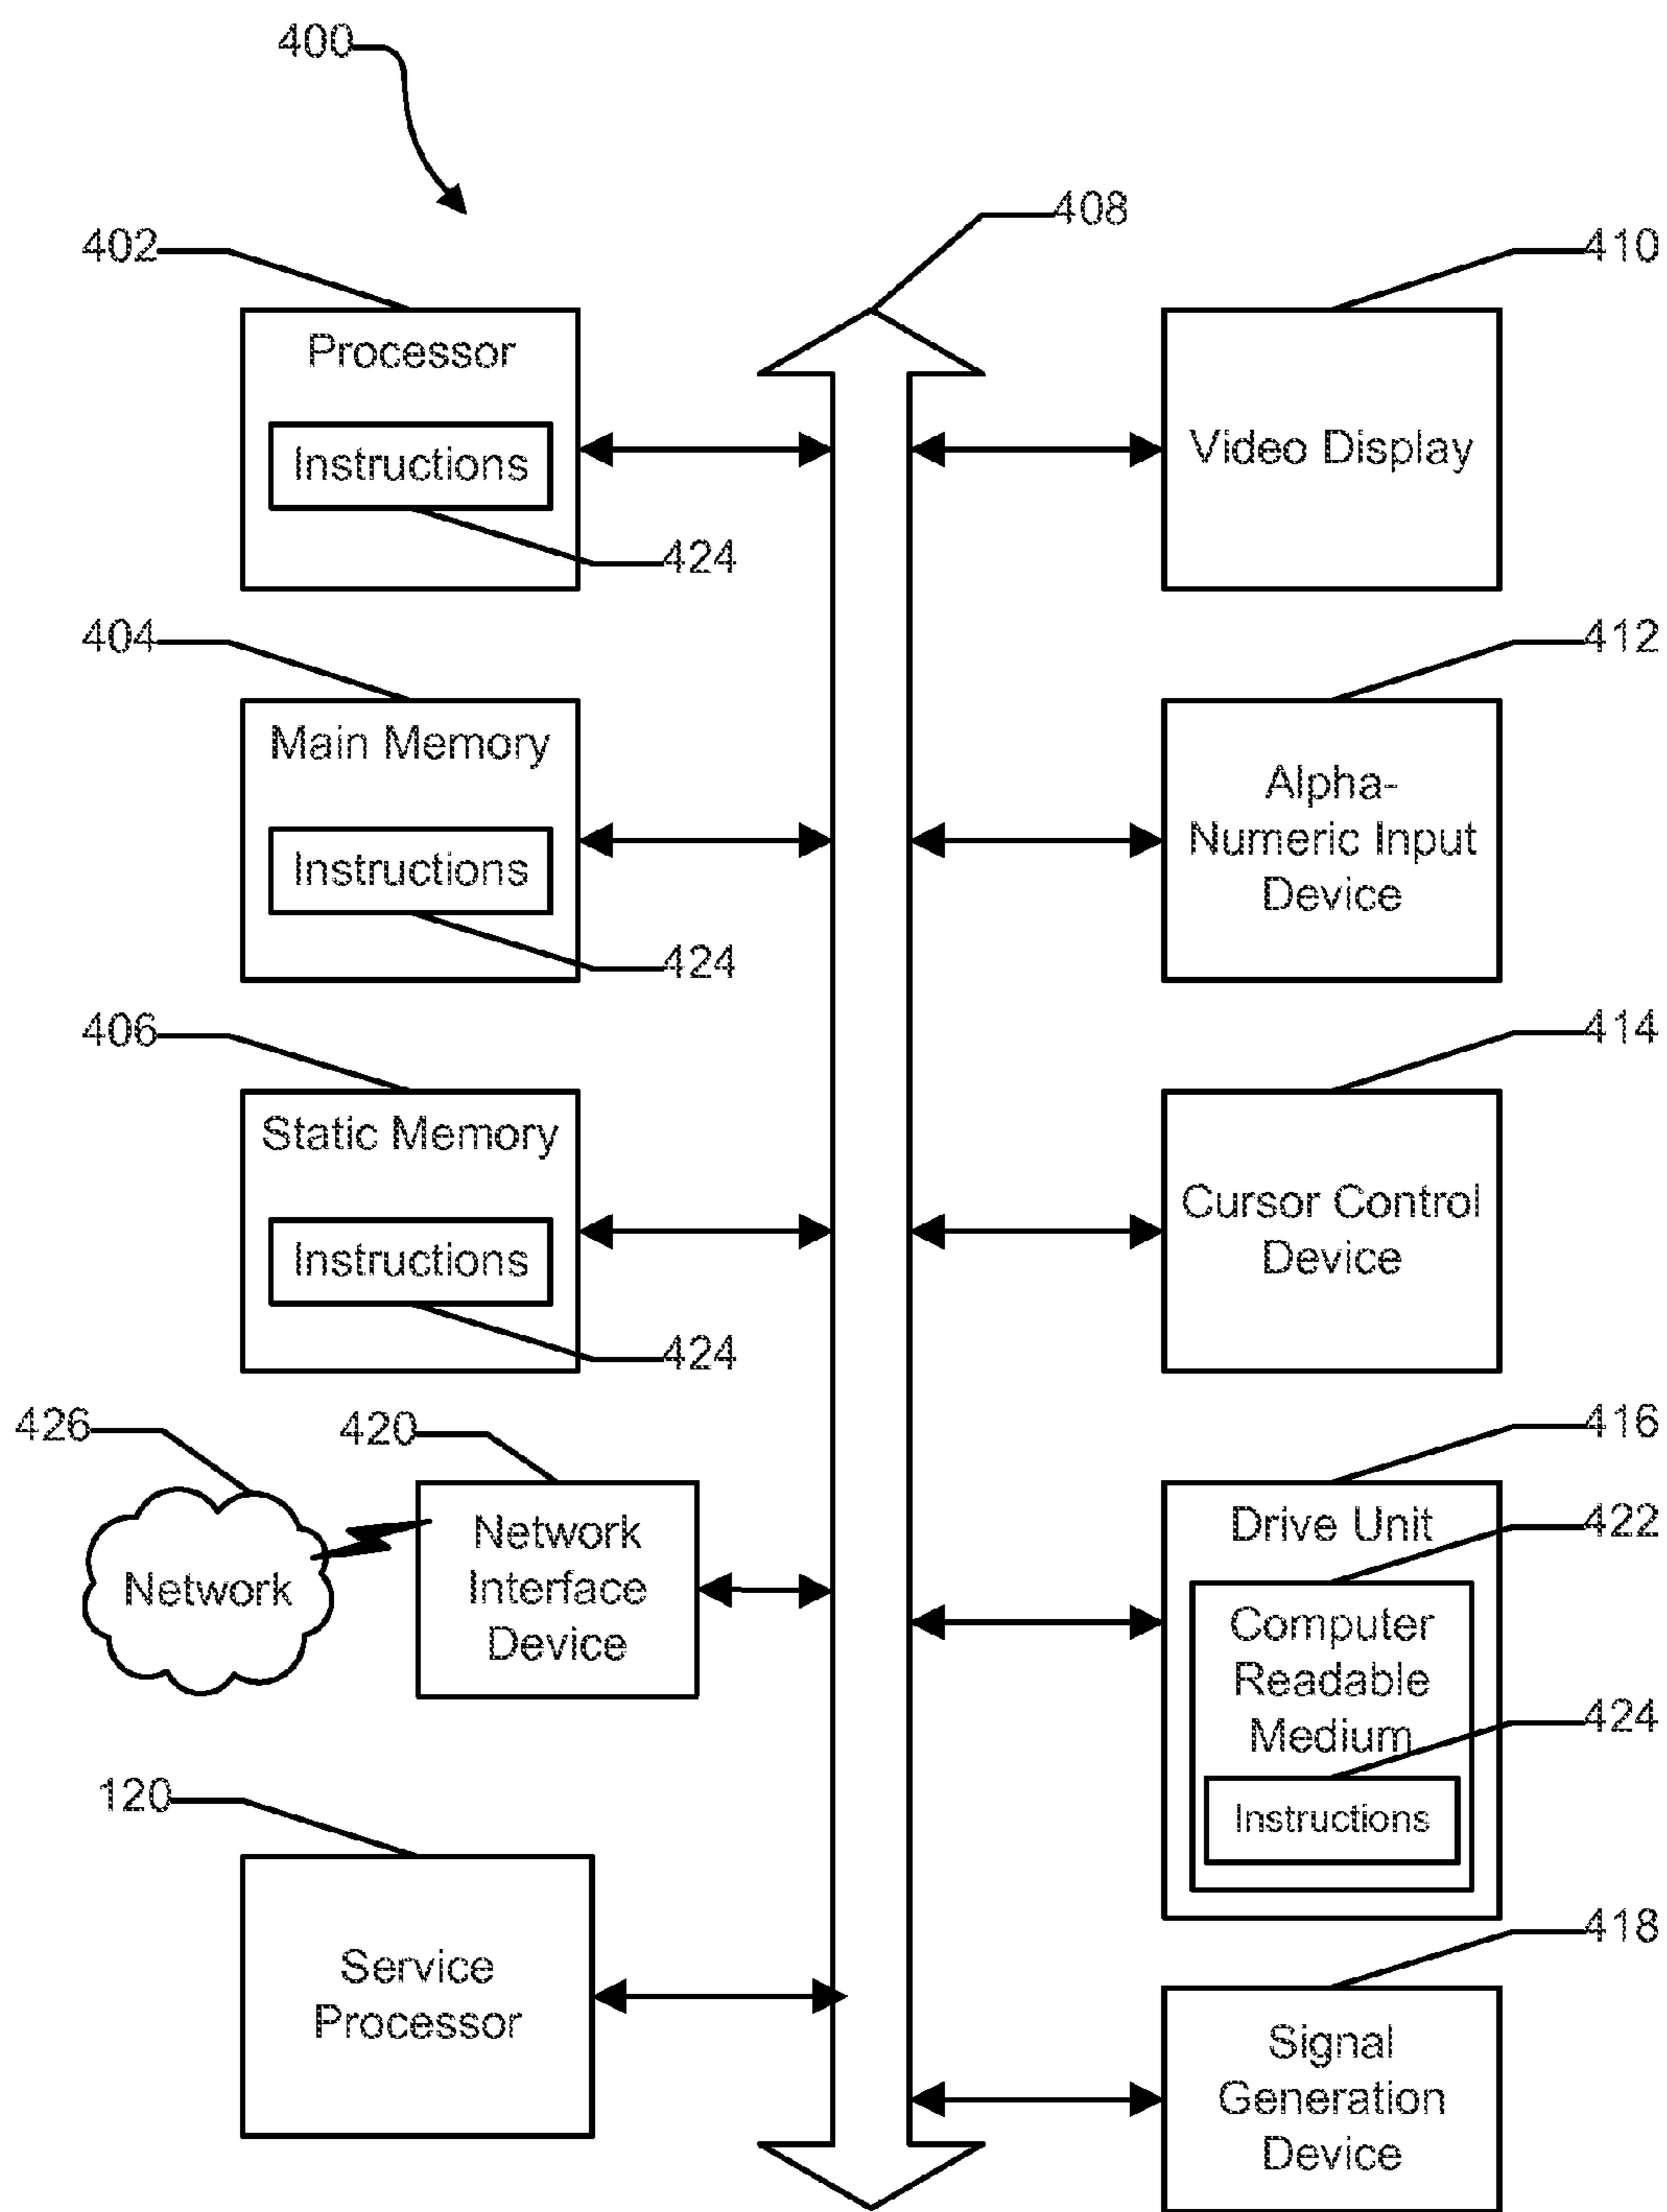 400
408
402
410
Processor
Instructions
424
Video Display
404
412
Main Memory
Instructions
424
Alpha-
Numeric Input
Device
406
414
Static Memory
Instructions
424
Cursor Control
Device
426
420
416
Network
Network
Interface
Device
Drive Unit
422
Computer
Readable
Medium
424
Instructions
120
Service
Processor
418
Signal
Generation
Device